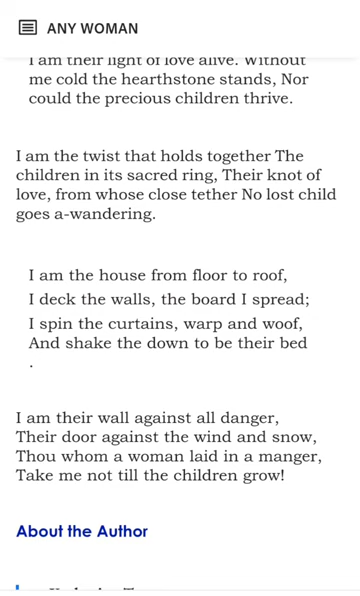 ANY WOMAN
I am their light of love alive. Without
me cold the hearthstone stands, Nor
could the precious children thrive.
I am the twist that holds together The
children in its sacred ring, Their knot of
love, from whose close tether No lost child
goes a-wandering.
I am the house from floor to roof,
I deck the walls, the board I spread;
I spin the curtains, warp and woof,
And shake the down to be their bed
.
I am their wall against all danger,
Their door against the wind and snow,
Thou whom a woman laid in a manger,
Take me not till the children grow!
About the Author